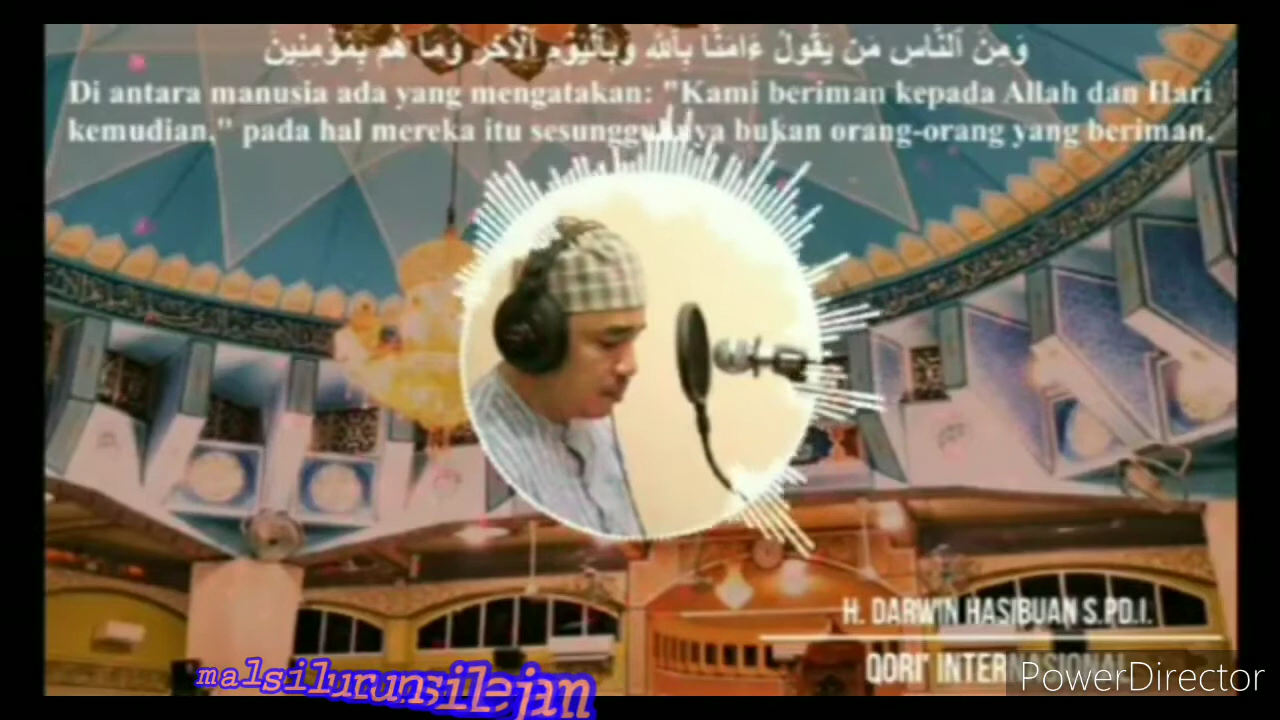 وَمِنَ ٱلنَّاسِ مَن يَقُولُ ءَامَنَّا بِٱللَّهِ وَبِٱلْيَوْمِ ٱلْءَاخِرِ وَمَا هُم بِمُؤْمِنِينَ
Di antara manusia ada yang mengatakan: "Kami beriman kepada Allah dan Hari
kemudian," pada hal mereka itu sesungguhnya bukan orang-orang yang beriman.
H. DARWIN HASIBUAN S.PD.I.
QORI' INTERNASIONAL
malsilurunsilejan
PowerDirector